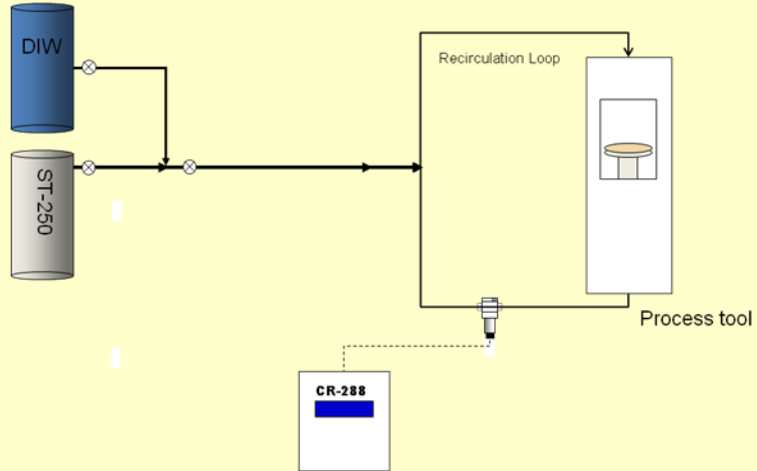 DIW
Recirculation Loop
ST-250
Process tool
CR-288